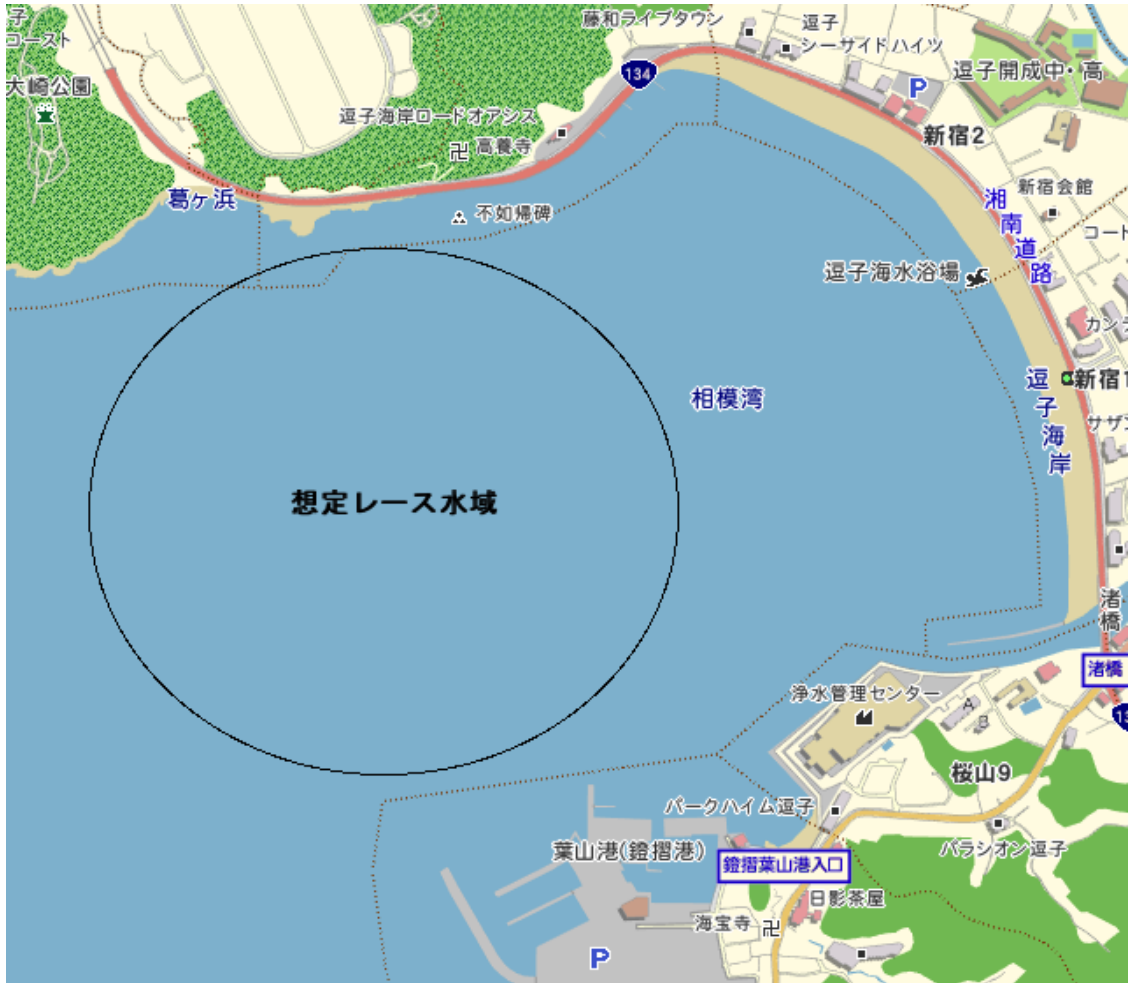 子
コースト
大崎公園
藤和ライブタウン
逗子
シーサイドハイツ
134
P
逗子開成中・高
逗子海岸ロードオアシス
高養寺
新宿2
葛ヶ浜
不如帰碑
新宿会館
湘南道路
コート
逗子海水浴場
カンテ
相模湾
新宿1
逗子海岸
サザン
想定レース水域
渚橋
渚橋
浄水管理センター
A
B
13
桜山9
パークハイム逗子
葉山港(鐙摺港)
鐙摺葉山港入口
パラシオン逗子
日影茶屋
海宝寺
P